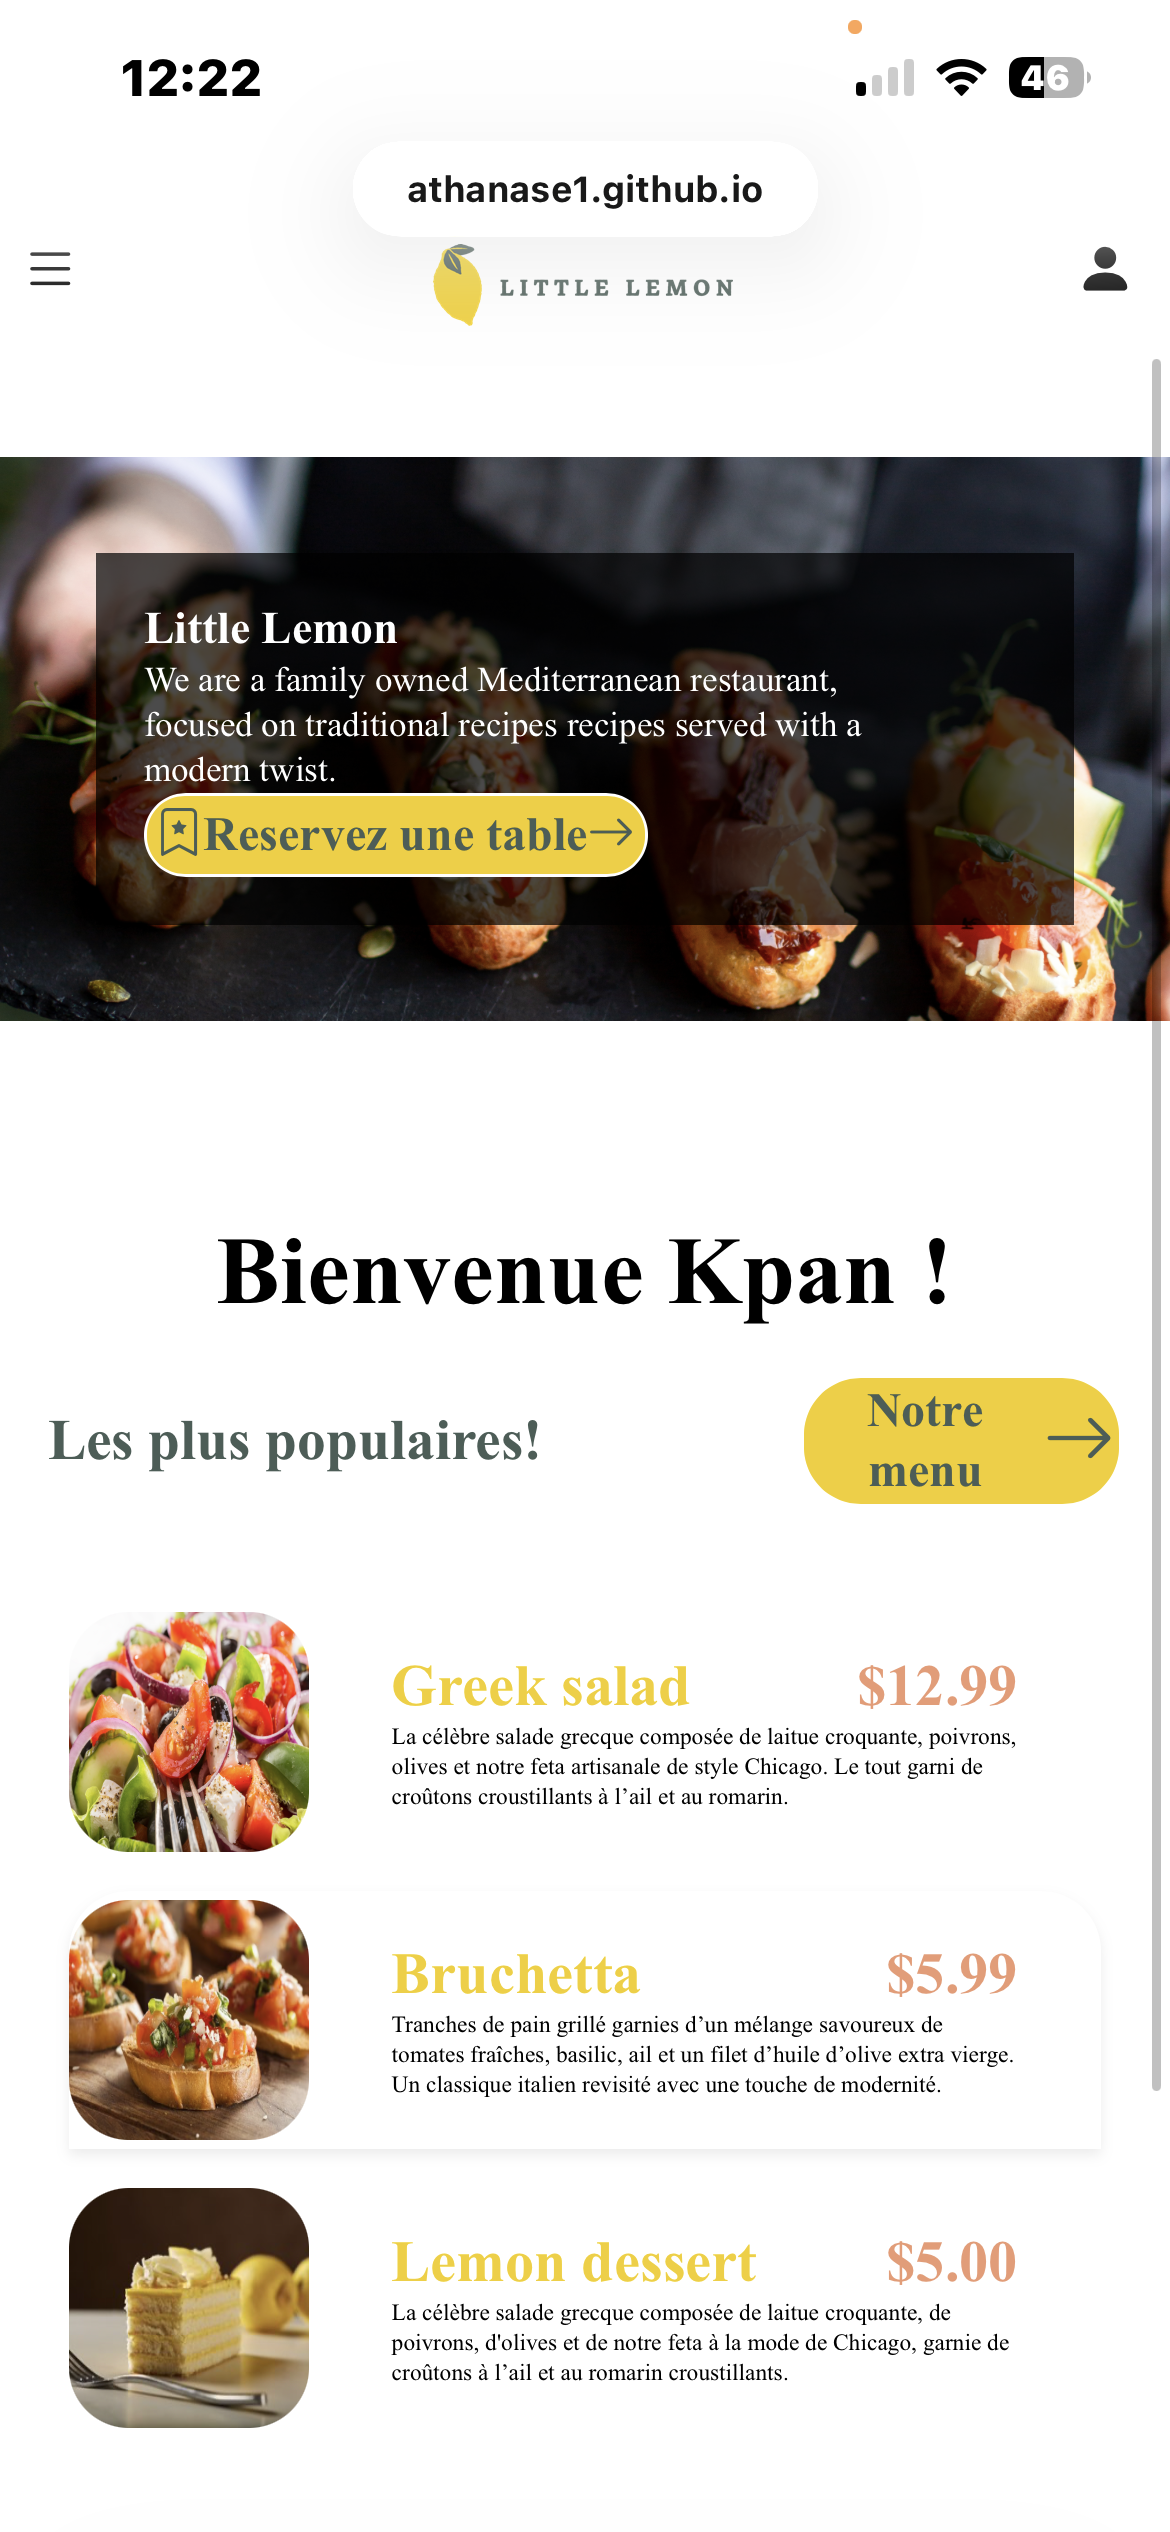 12:22
46
athanase1.github.io
LITTLE LEMON
Little Lemon
We are a family owned Mediterranean restaurant,
focused on traditional recipes recipes served with a
modern twist.
Reservez une table
Bienvenue Kpan !
Les plus populaires!
Notre
menu
Greek salad $12.99
La célèbre salade grecque composée de laitue croquante, poivrons,
olives et notre feta artisanale de style Chicago. Le tout garni de
croûtons croustillants à l’ail et au romarin.
Bruchetta $5.99
Tranches de pain grillé garnies d’un mélange savoureux de
tomates fraîches, basilic, ail et un filet d’huile d’olive extra vierge.
Un classique italien revisité avec une touche de modernité.
Lemon dessert $5.00
La célèbre salade grecque composée de laitue croquante, de
poivrons, d'olives et de notre feta à la mode de Chicago, garnie de
croûtons à l’ail et au romarin croustillants.